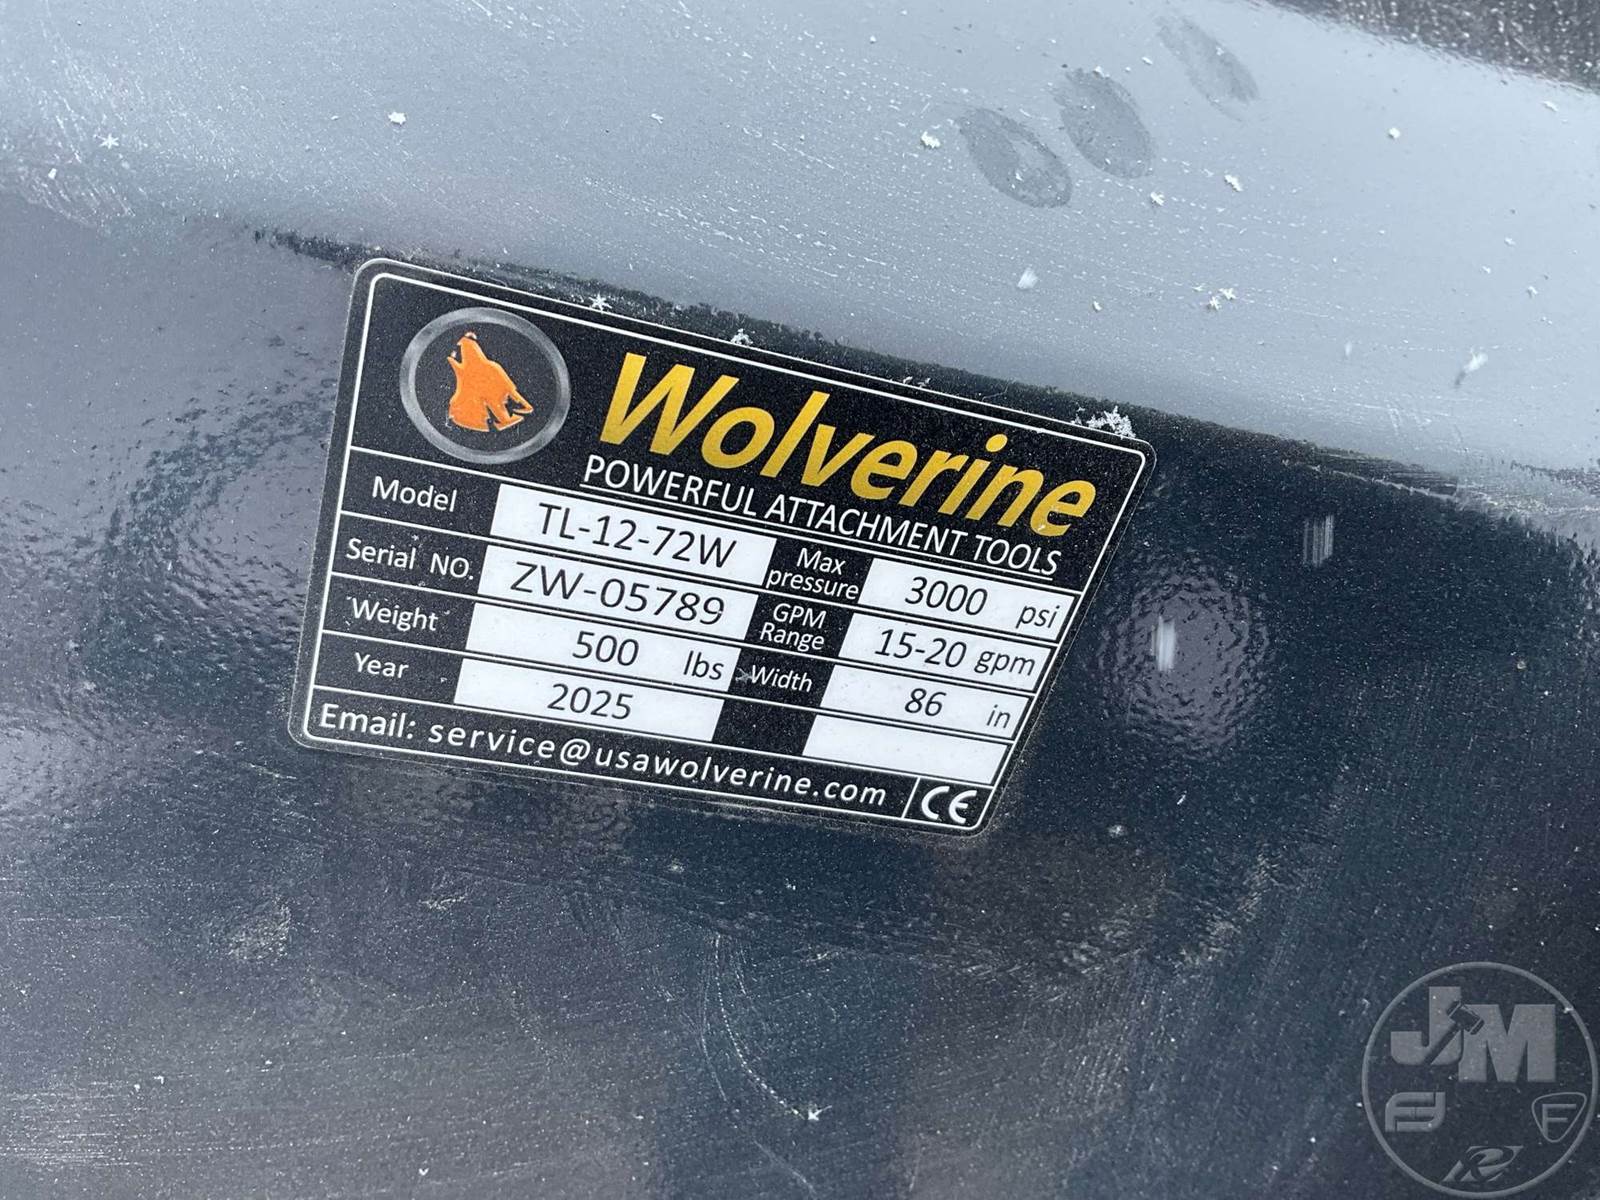 Wolverine
POWERFUL ATTACHMENT TOOLS
Model TL-12-72W Max pressure 3000 psi
Serial NO. ZW-05789 GPM Range 15-20 gpm
Weight 500 lbs Width 86 in
Year 2025
Email: service@usawolverine.com CE
JM
F
R